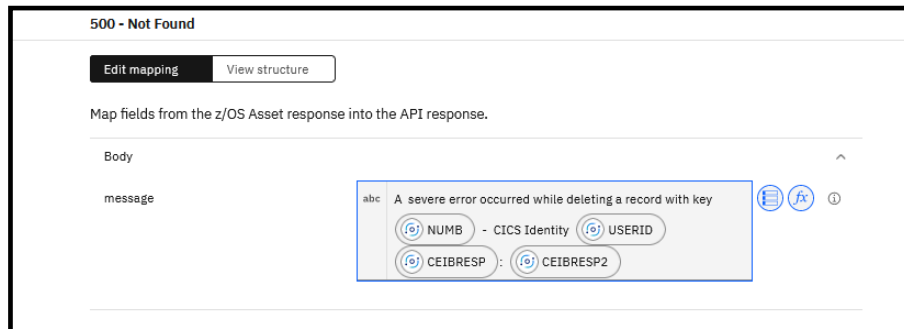 500 - Not Found
Edit mapping View structure
Map fields from the z/OS Asset response into the API response.
Body
message
abc A severe error occurred while deleting a record with key
NUMB - CICS Identity USERID
CEIBRESP : CEIBRESP2
fx